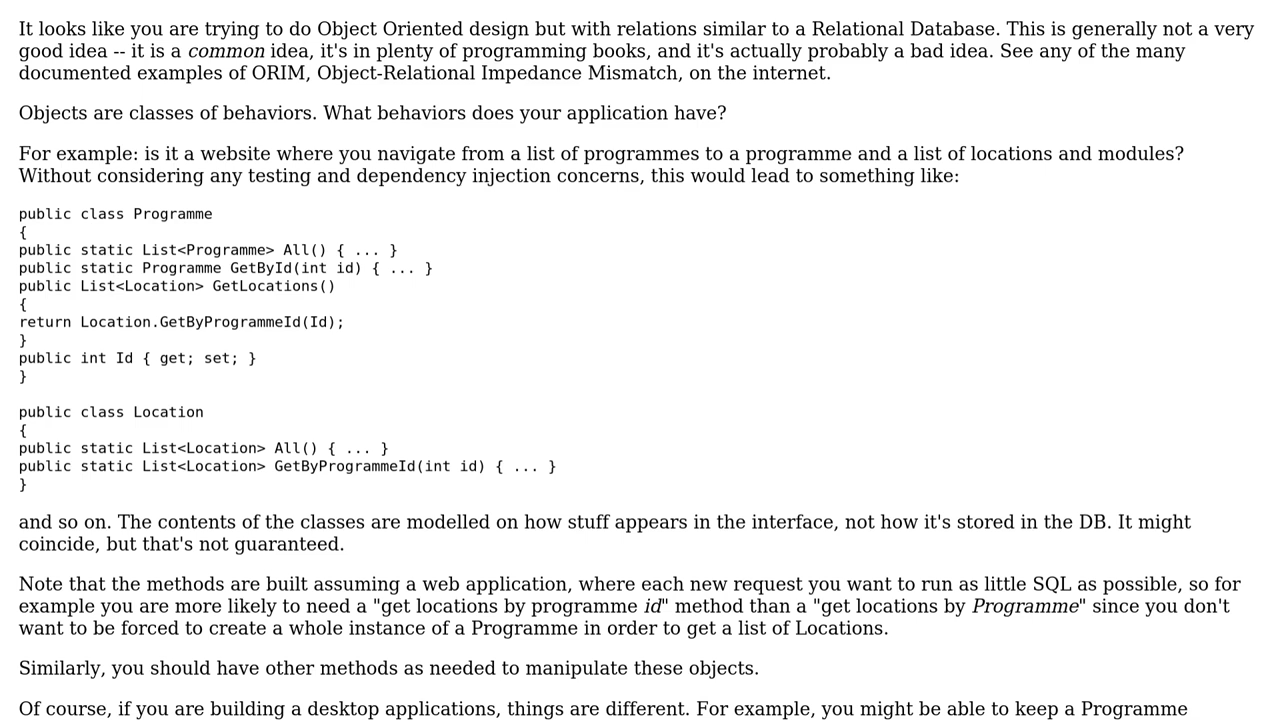 It looks like you are trying to do Object Oriented design but with relations similar to a Relational Database. This is generally not a very
good idea -- it is a common idea, it's in plenty of programming books, and it's actually probably a bad idea. See any of the many
documented examples of ORIM, Object-Relational Impedance Mismatch, on the internet.
Objects are classes of behaviors. What behaviors does your application have?
For example: is it a website where you navigate from a list of programmes to a programme and a list of locations and modules?
Without considering any testing and dependency injection concerns, this would lead to something like:
public class Programme
{
public static List<Programme> All() { ... }
public static Programme GetById(int id) { ... }
public List<Location> GetLocations()
{
return Location.GetByProgrammeId(Id);
}
public int Id { get; set; }
}
public class Location
{
public static List<Location> All() { ... }
public static List<Location> GetByProgrammeId(int id) { ... }
}
and so on. The contents of the classes are modelled on how stuff appears in the interface, not how it's stored in the DB. It might
coincide, but that's not guaranteed.
Note that the methods are built assuming a web application, where each new request you want to run as little SQL as possible, so for
example you are more likely to need a "get locations by programme id" method than a "get locations by Programme" since you don't
want to be forced to create a whole instance of a Programme in order to get a list of Locations.
Similarly, you should have other methods as needed to manipulate these objects.
Of course, if you are building a desktop applications, things are different. For example, you might be able to keep a Programme